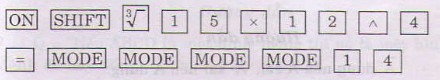 ON SHIFT ∛ 1 5 × 1 2 ∧ 4
= MODE MODE MODE MODE 1 4